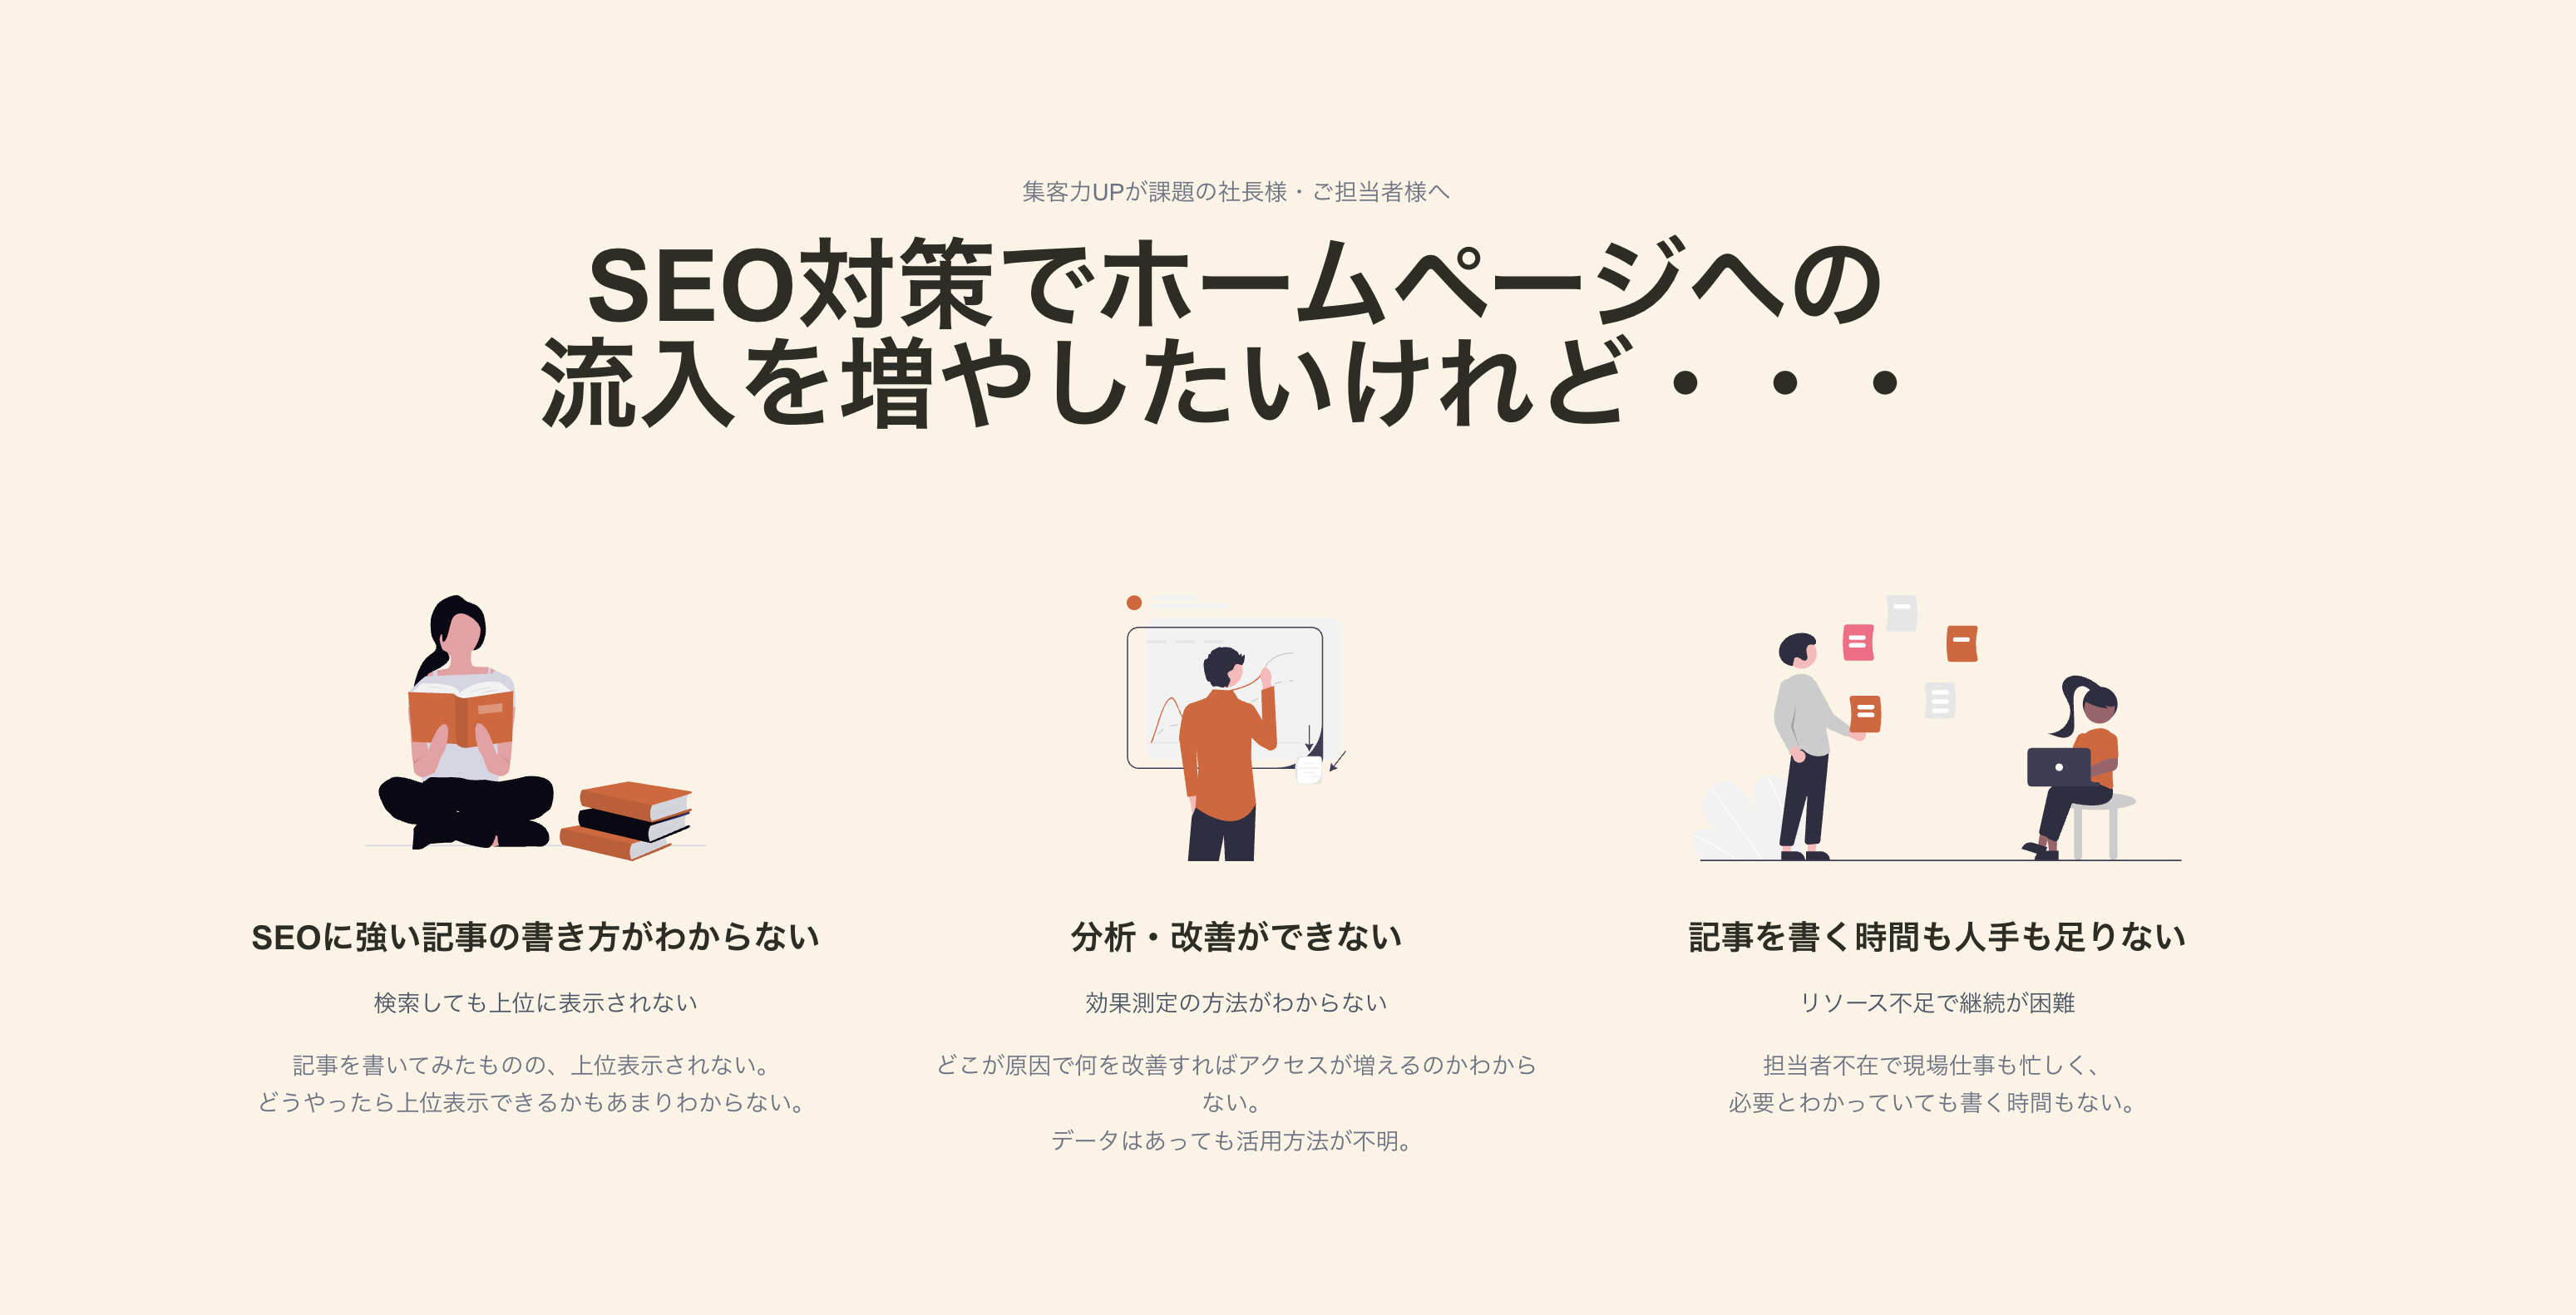 集客力UPが課題の社長様・ご担当者様へ
SEO対策でホームページへの
流入を増やしたいけれど・・・
SEOに強い記事の書き方がわからない
検索しても上位に表示されない
記事を書いてみたものの、上位表示されない。
どうやったら上位表示できるかもあまりわからない。
分析・改善ができない
効果測定の方法がわからない
どこが原因で何を改善すればアクセスが増えるのかわから
ない。
データはあっても活用方法が不明。
記事を書く時間も人手も足りない
リソース不足で継続が困難
担当者不在で現場仕事も忙しく、
必要とわかっていても書く時間もない。